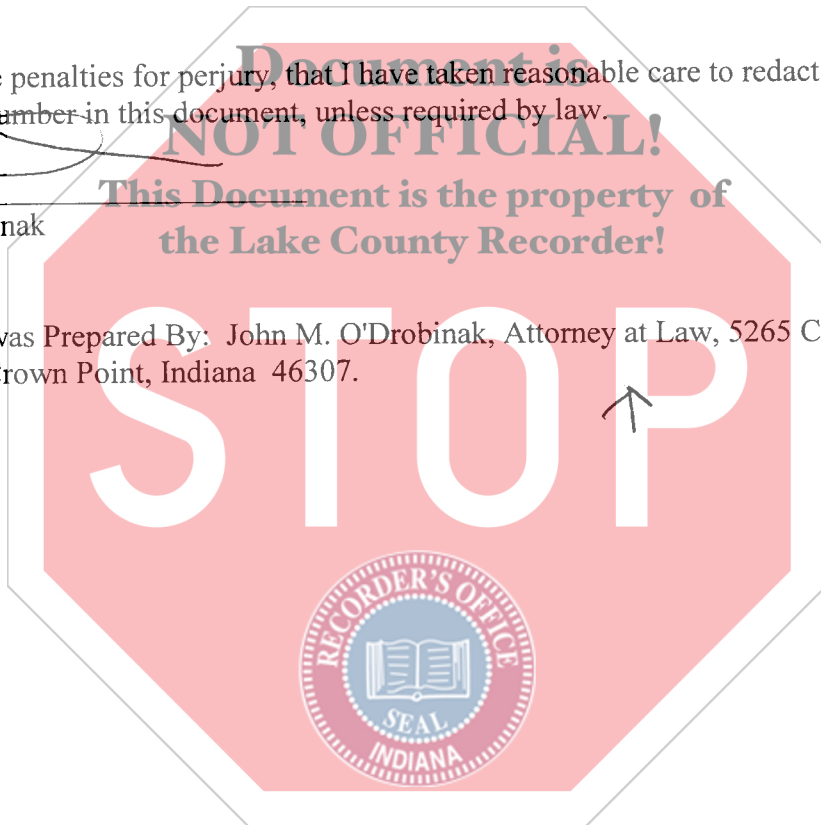 Document is
penalties for perjury, that I have taken reasonable care to redact
umber in this document, unless required by law.
NOT OFFICIAL!
This Document is the property of
nak
the Lake County Recorder!
was Prepared By: John M. O'Drobinak, Attorney at Law, 5265 C
rown Point, Indiana 46307.
STOP
RECORDER'S OFFICE
SEAL
INDIANA